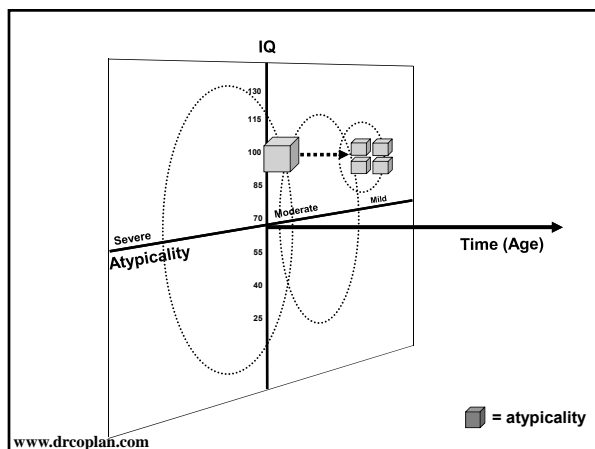 IQ
130
115
100
85
Mild
Moderate
70
Severe
Atypicality
Time (Age)
55
40
25
= atypicality
www.drcoplan.com